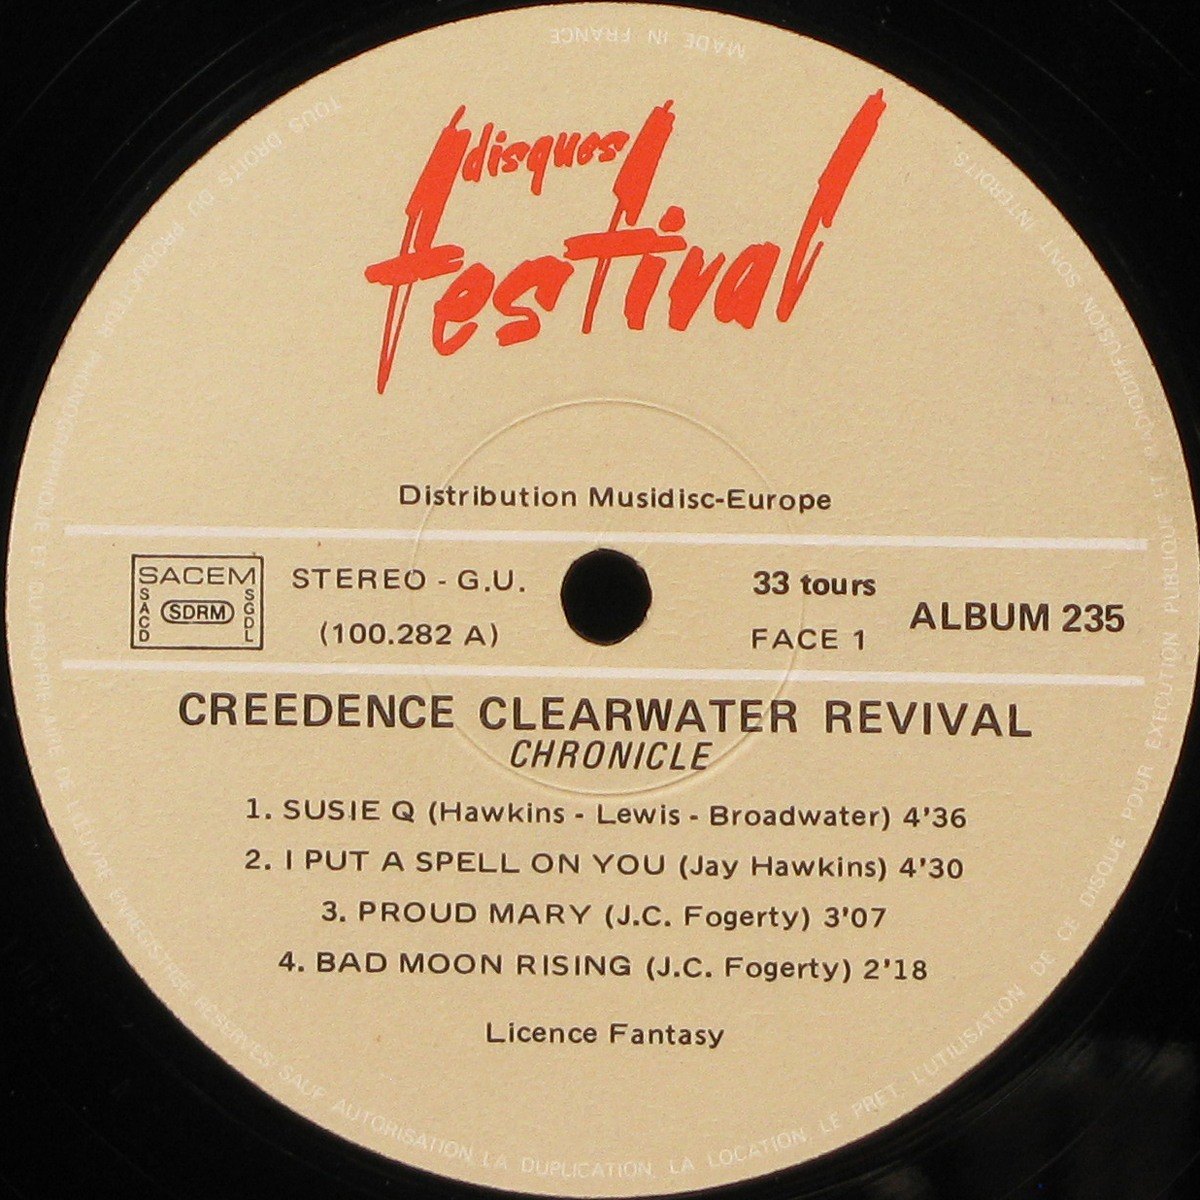 MADE IN FRANCE
disques
festival
Distribution Musidisc-Europe
SACEM
SACD
SDRM
SGDL
STEREO - G.U.
(100.282 A)
33 tours
FACE 1
ALBUM 235
CREEDENCE CLEARWATER REVIVAL
CHRONICLE
1. SUSIE Q (Hawkins - Lewis - Broadwater) 4'36
2. I PUT A SPELL ON YOU (Jay Hawkins) 4'30
3. PROUD MARY (J.C. Fogerty) 3'07
4. BAD MOON RISING (J.C. Fogerty) 2'18
Licence Fantasy
TOUS DROITS DU PRODUCTEUR PHONOGRAPHIQUE ET DU PROPRIETAIRE DE L'ŒUVRE ENREGISTREE RESERVES SAUF AUTORISATION LA DUPLICATION, LA LOCATION, LE PRET, L'UTILISATION DE CE DISQUE POUR EXECUTION PUBLIQUE ET RADIODIFFUSION SONT INTERDITS